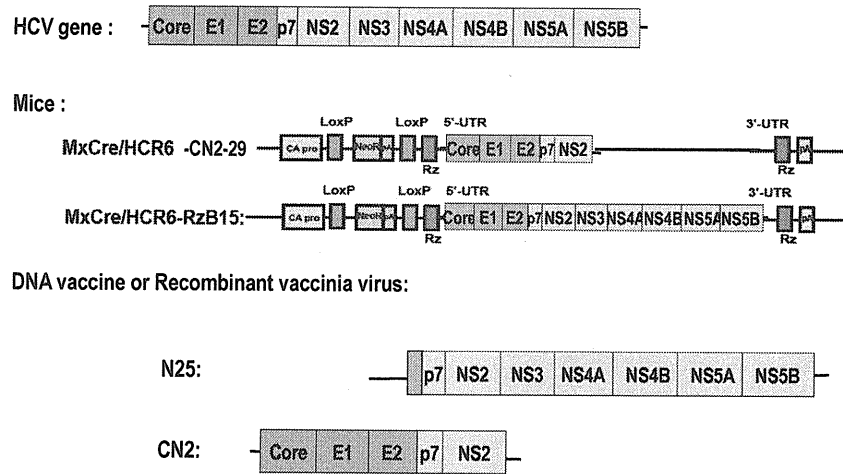 HCV gene : Core E1 E2 p7 NS2 NS3 NS4A NS4B NS5A NS5B
Mice :
LoxP LoxP 5'-UTR 3'-UTR
MxCre/HCR6 -CN2-29 CA pro NeoR pA Core E1 E2 p7 NS2 pA
Rz Rz
LoxP LoxP 5'-UTR 3'-UTR
MxCre/HCR6-RzB15: CA pro NeoR pA Core E1 E2 p7 NS2 NS3 NS4A NS4B NS5A NS5B pA
Rz Rz
DNA vaccine or Recombinant vaccinia virus:
N25: p7 NS2 NS3 NS4A NS4B NS5A NS5B
CN2: Core E1 E2 p7 NS2